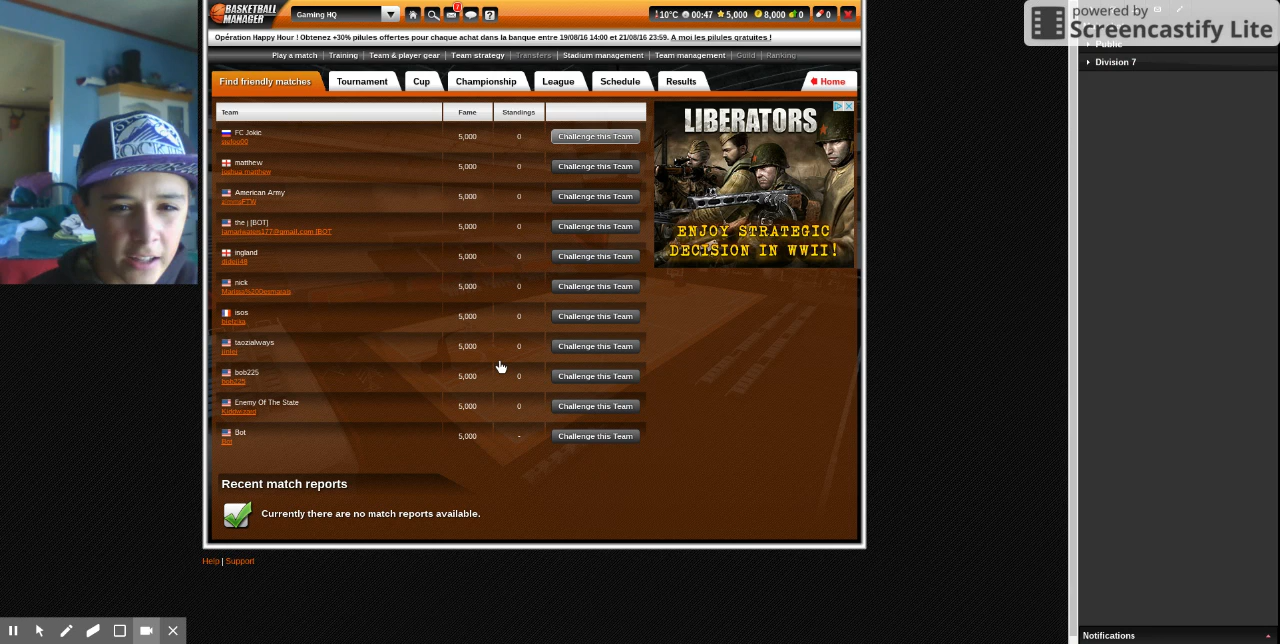 powered by
Screencastify Lite
BASKETBALL
MANAGER
Gaming HQ
10°C 00:47 5,000 8,000 0 0
Opération Happy Hour ! Obtenez +30% pilules offertes pour chaque achat dans la banque entre 19/08/16 14:00 et 21/08/16 23:59. A moi les pilules gratuites !
Play a match | Training | Team & player gear | Team strategy | Transfers | Stadium management | Team management | Guild | Ranking
Find friendly matches Tournament Cup Championship League Schedule Results Home
Team Fame Standings
FC Jokic 5,000 0 Challenge this Team
matthew 5,000 0 Challenge this Team
joshua matthew
American Army 5,000 0 Challenge this Team
the j [BOT] 5,000 0 Challenge this Team
ingland 5,000 0 Challenge this Team
nick 5,000 0 Challenge this Team
isos 5,000 0 Challenge this Team
taozialways 5,000 0 Challenge this Team
bob225 5,000 0 Challenge this Team
bob225
Enemy Of The State 5,000 0 Challenge this Team
Kiddwizard
Bot 5,000 - Challenge this Team
Bot
Recent match reports
Currently there are no match reports available.
Help | Support
LIBERATORS
ENJOY STRATEGIC
DECISION IN WWII!
Public
Division 7
Notifications